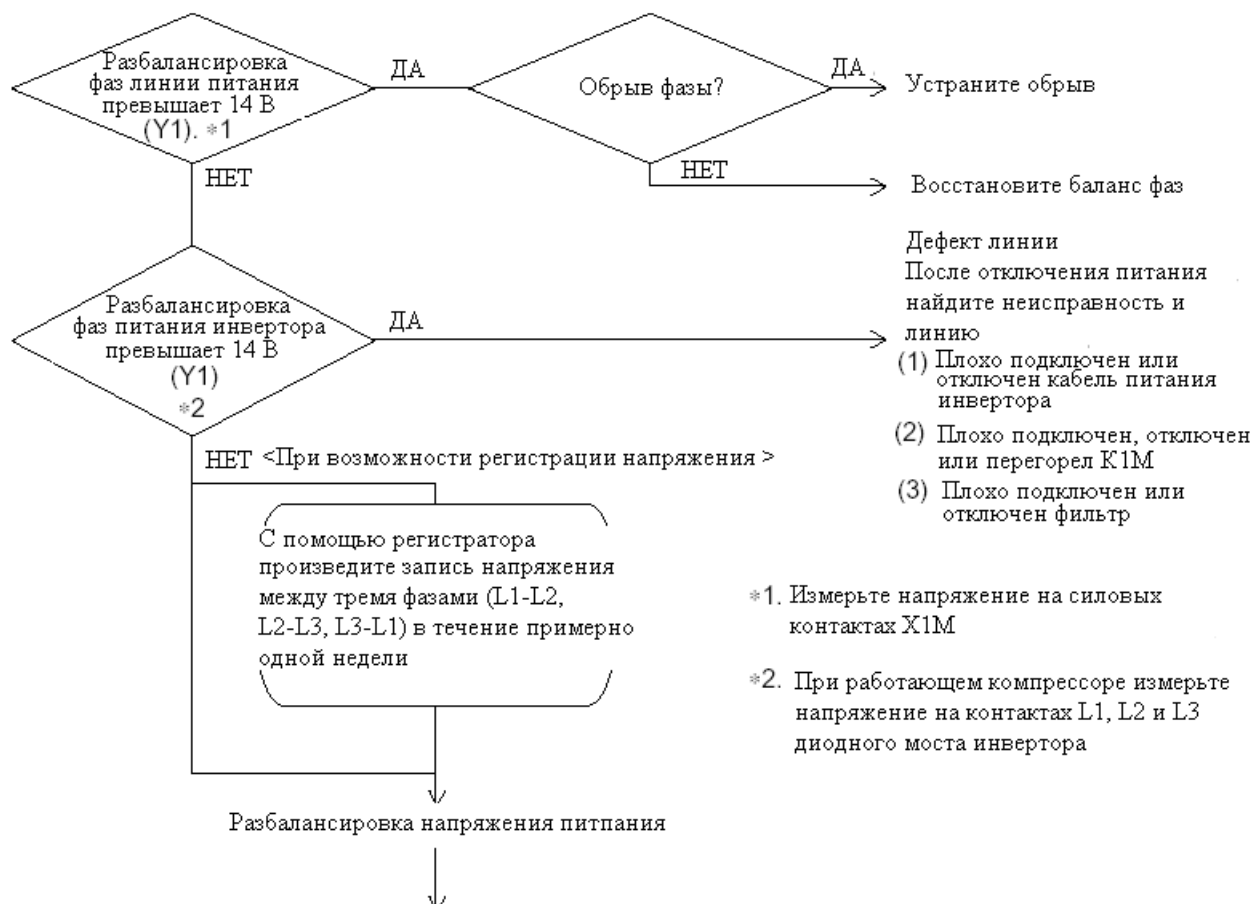 Разбалансировка
фаз линии питания
превышает 14 В
(Y1). *1
ДА
Обрыв фазы?
ДА
Устраните обрыв
НЕТ
НЕТ
Восстановите баланс фаз
Разбалансировка
фаз питания инвертора
превышает 14 В
(Y1)
*2
ДА
Дефект линии
После отключения питания
найдите неисправность и
линию
(1) Плохо подключен или
отключен кабель питания
инвертора
(2) Плохо подключен, отключен
или перегорел K1M
(3) Плохо подключен или
отключен фильтр
НЕТ <При возможности регистрации напряжения >
С помощью регистратора
произведите запись напряжения
между тремя фазами (L1-L2,
L2-L3, L3-L1) в течение примерно
одной недели
*1. Измерьте напряжение на силовых
контактах X1M
*2. При работающем компрессоре измерьте
напряжение на контактах L1, L2 и L3
диодного моста инвертора
Разбалансировка напряжения питпания